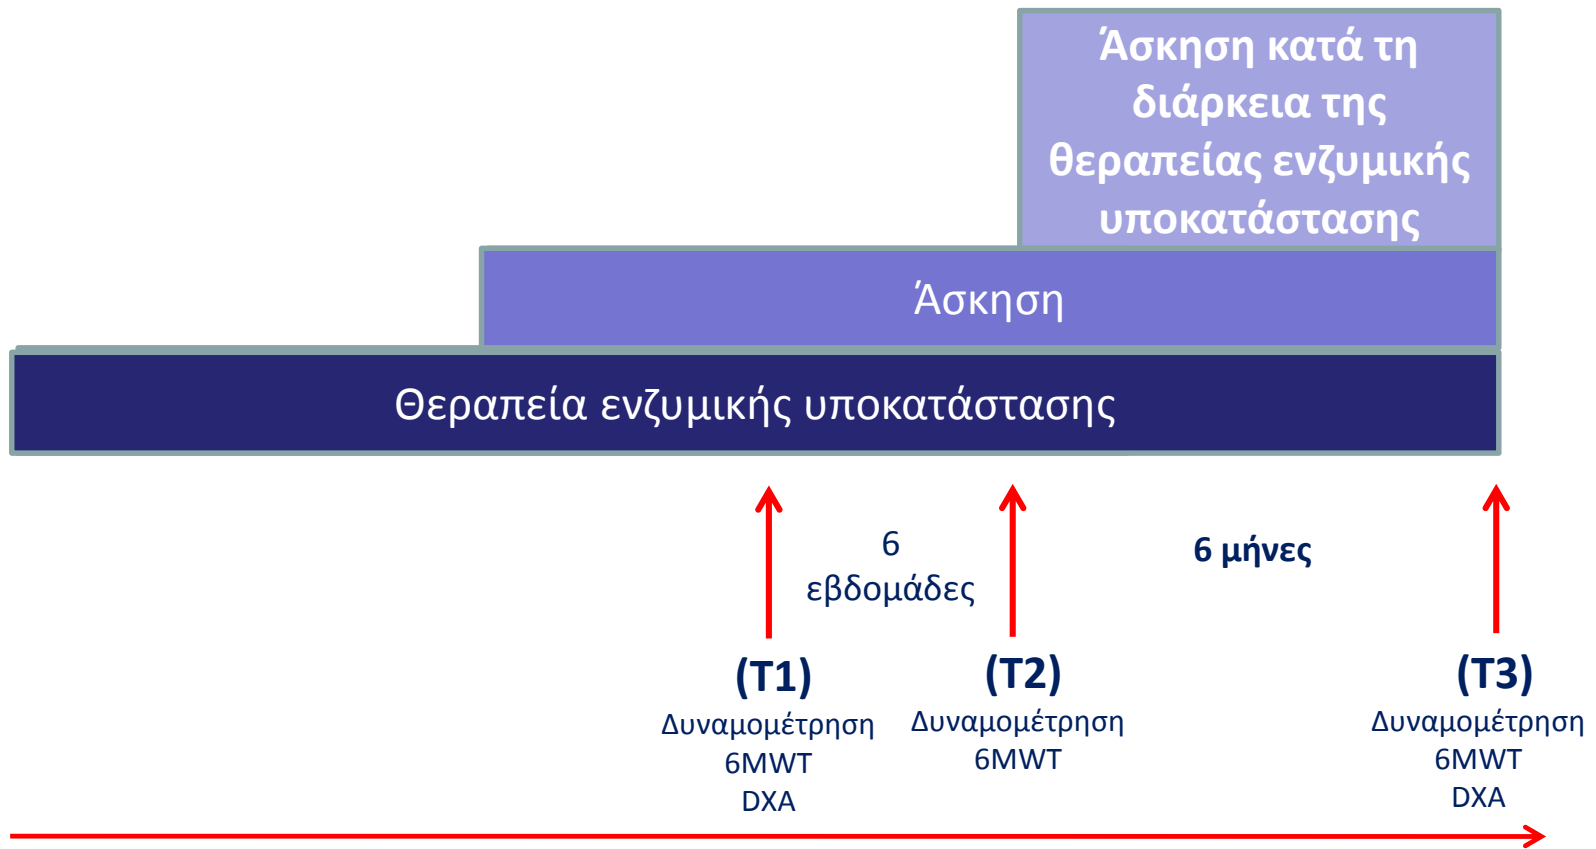 Άσκηση κατά τη
διάρκεια της
θεραπείας ενζυμικής
υποκατάστασης
Άσκηση
Θεραπεία ενζυμικής υποκατάστασης
6
εβδομάδες
6 μήνες
(T1)
Δυναμομέτρηση
6MWT
DXA
(T2)
Δυναμομέτρηση
6MWT
(T3)
Δυναμομέτρηση
6MWT
DXA